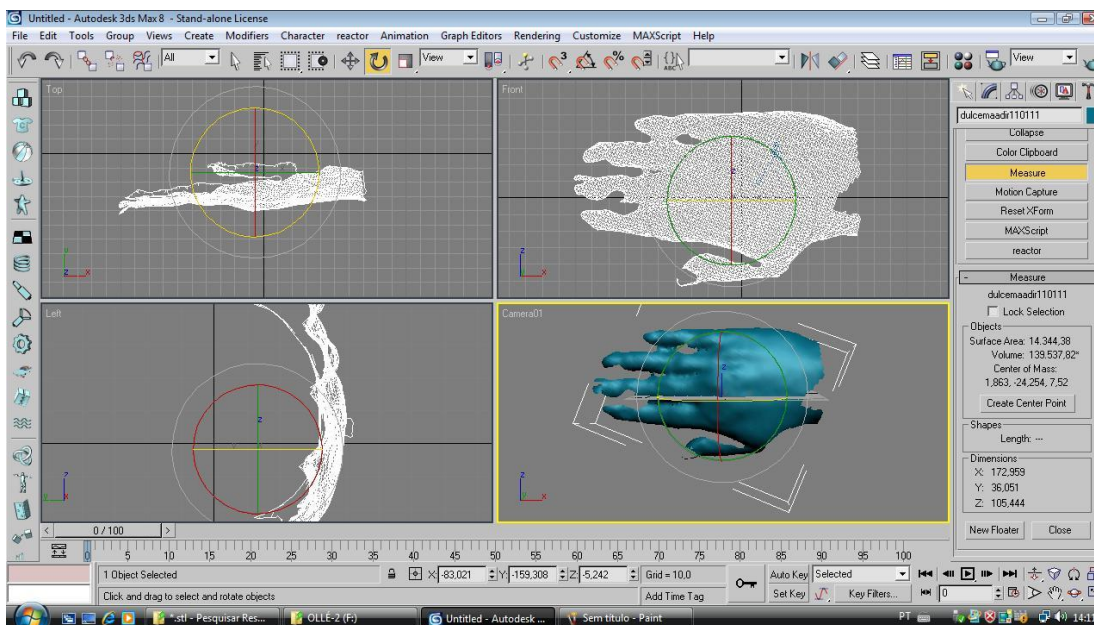 Untitled - Autodesk 3ds Max 8 - Stand-alone License
File Edit Tools Group Views Create Modifiers Character reactor Animation Graph Editors Rendering Customize MAXScript Help
All View View
Top
Front
Left
Camera01
dulcemaadir110111
Collapse
Color Clipboard
Measure
Motion Capture
Reset XForm
MAXScript
reactor
- Measure
dulcemaadir110111
Lock Selection
Objects
Surface Area: 14.344,38
Volume: 139.537,82*
Center of Mass:
1,863, -24,254, 7,52
Create Center Point
Shapes
Length: ---
Dimensions
X: 172,959
Y: 36,051
Z: 105,444
New Floater Close
< 0 / 100 >
0 5 10 15 20 25 30 35 40 45 50 55 60 65 70 75 80 85 90 95 100
1 Object Selected X: -83,021 Y: -159,308 Z: -5,242 Grid = 10,0 Auto Key Selected
Click and drag to select and rotate objects Add Time Tag Set Key Key Filters... 0
*.stl - Pesquisar Res... OLLÉ-2 (F:) Untitled - Autodesk ... Sem título - Paint PT 14:11